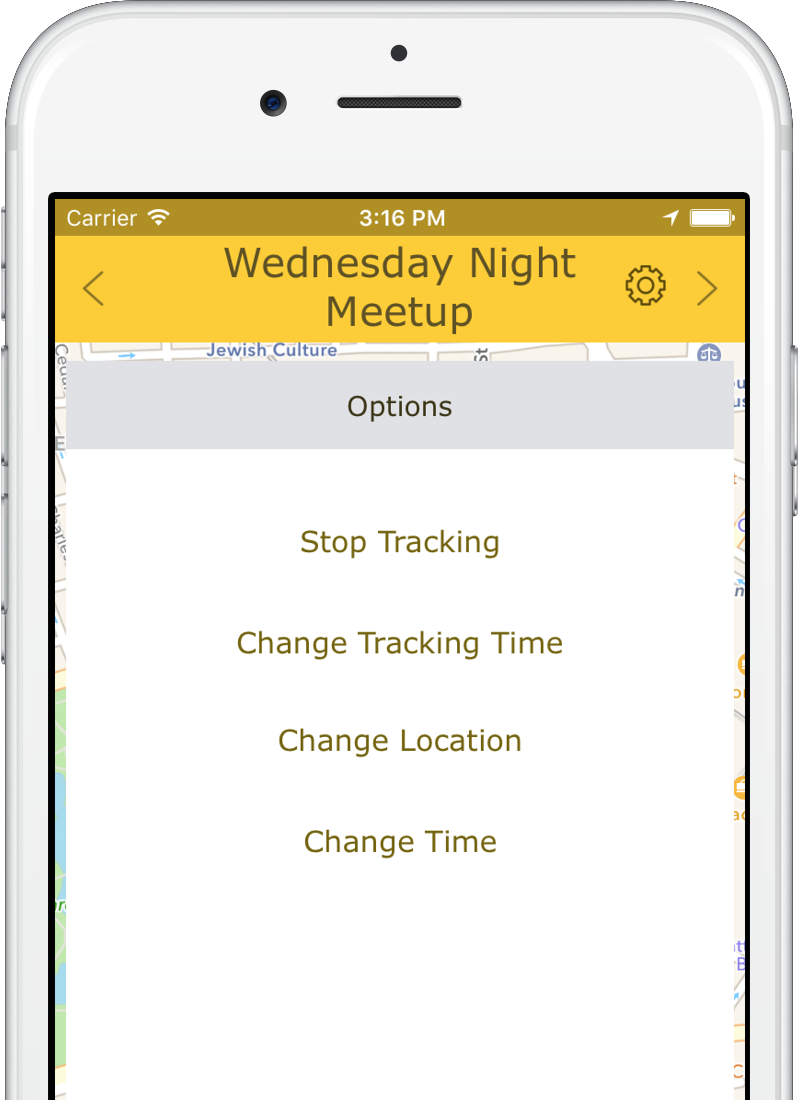 Carrier
3:16 PM
Wednesday Night
Meetup
Jewish Culture
St
Options
Stop Tracking
Change Tracking Time
Change Location
Change Time